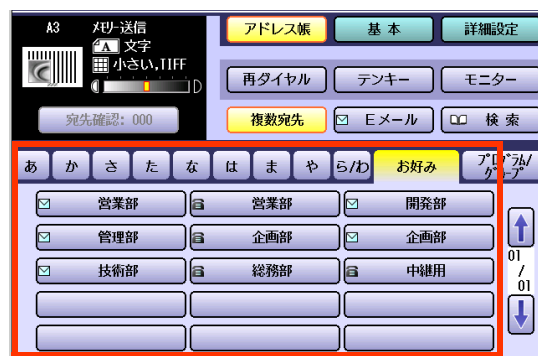 A3 ﾒﾓﾘｰ送信 アドレス帳 基本 詳細設定
A 文字
小さい,TIFF
D
再ダイヤル テンキー モニター
宛先確認: 000 複数宛先 Eメール 検索
あ か さ た な は ま や ら/わ お好み ﾌﾟﾛｸﾞﾗﾑ/
ｸﾞﾙｰﾌﾟ
営業部 営業部 開発部
管理部 企画部 企画部
01
/
01
技術部 総務部 中継用